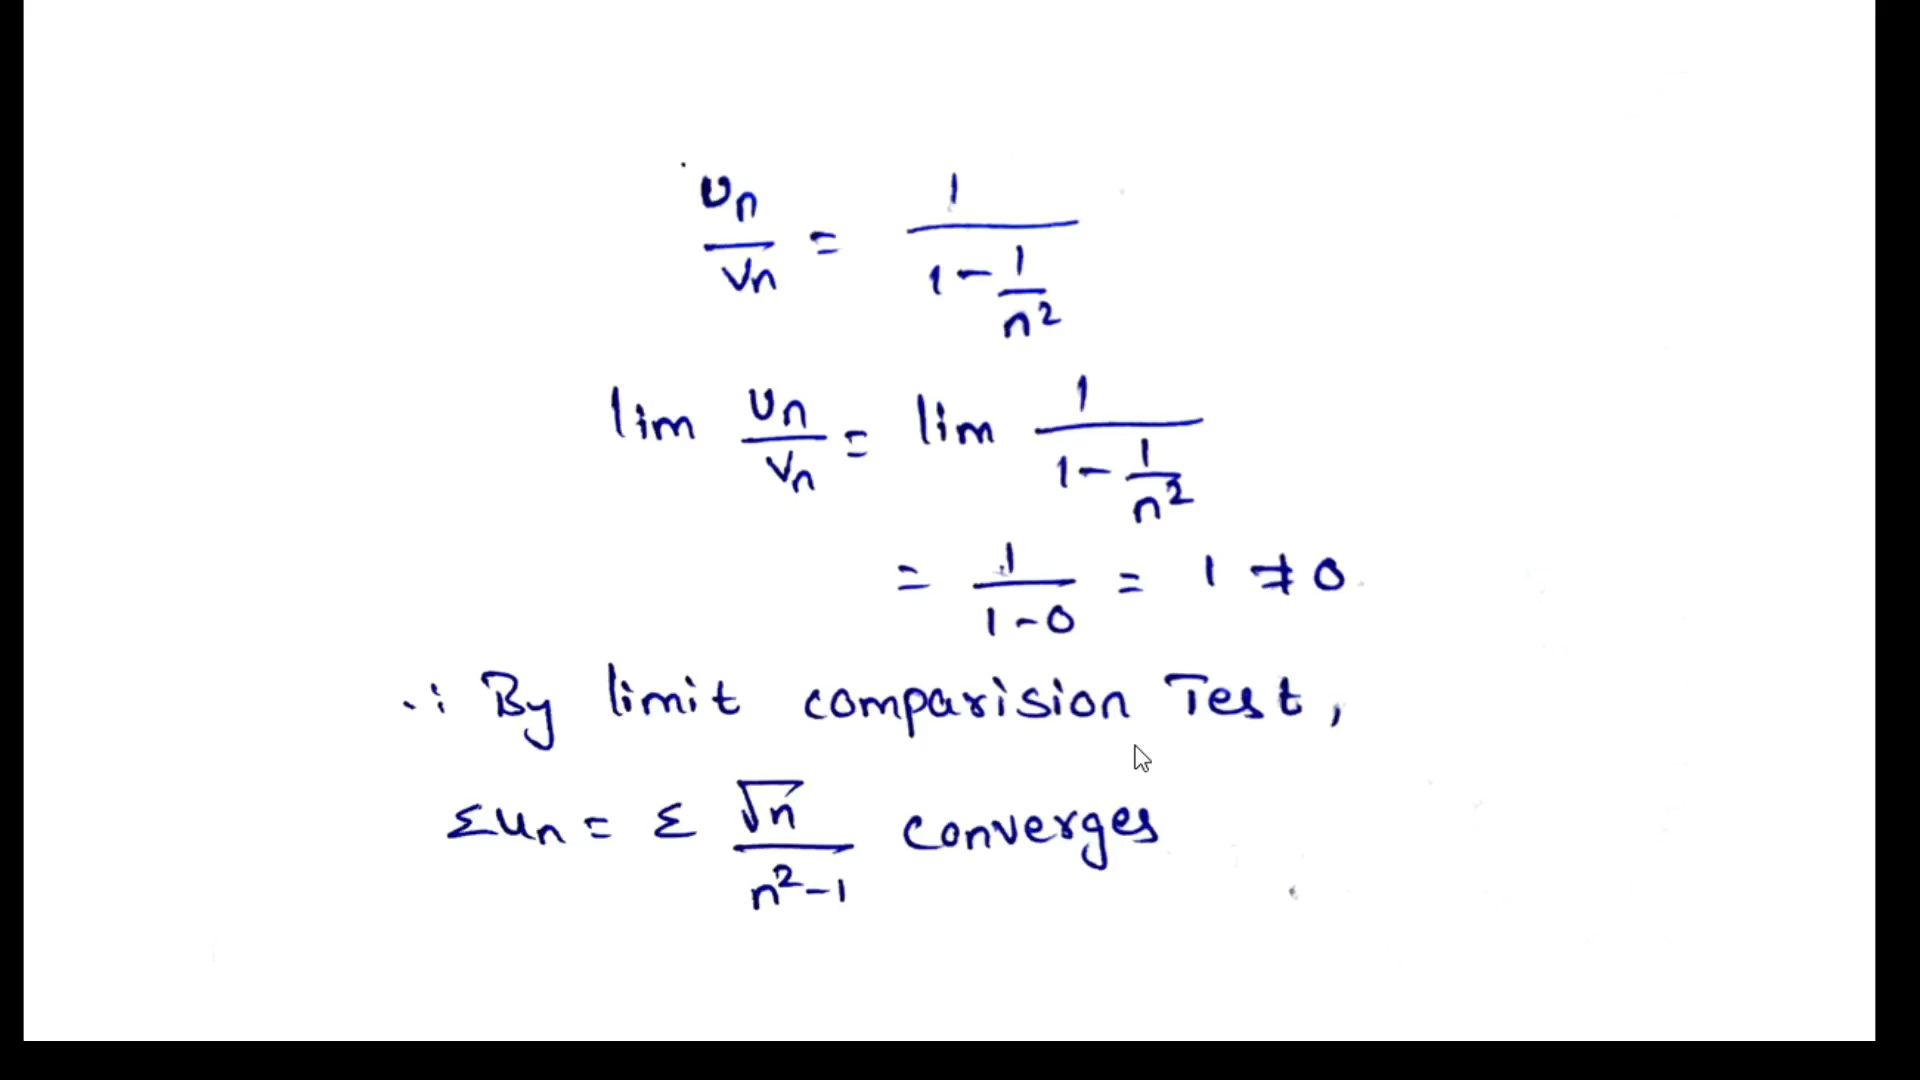 un/vn = 1/(1-1/n²)
lim un/vn = lim 1/(1-1/n²)
= 1/(1-0) = 1 ≠ 0
∴ By limit comparision Test,
Σun = Σ √n/(n²-1) converges